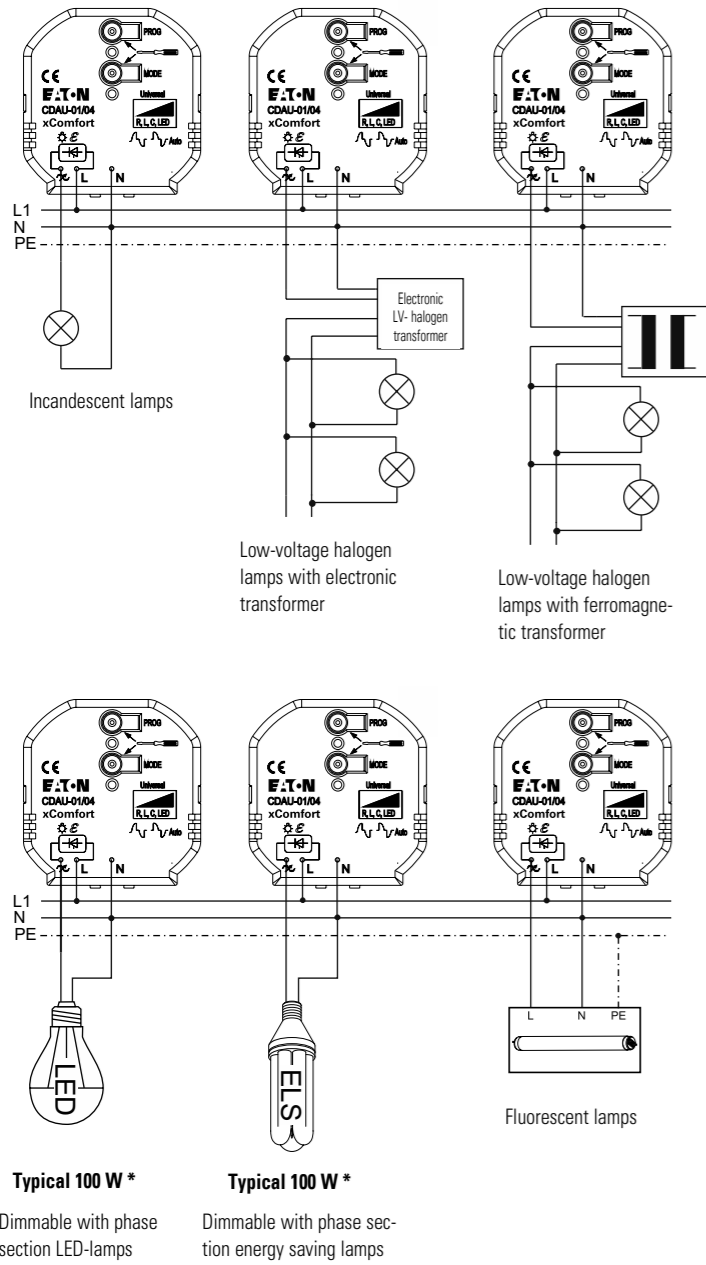 PROG
MODE
CE
EATON
Universal
CDAU-01/04
xComfort
R, L, C, LED
Auto
L
N
PROG
MODE
CE
EATON
Universal
CDAU-01/04
xComfort
R, L, C, LED
Auto
L
N
PROG
MODE
CE
EATON
Universal
CDAU-01/04
xComfort
R, L, C, LED
Auto
L
N
L1
N
PE
Incandescent lamps
Electronic
LV- halogen
transformer
Low-voltage halogen
lamps with electronic
transformer
Low-voltage halogen
lamps with ferromagne-
tic transformer
PROG
MODE
CE
EATON
Universal
CDAU-01/04
xComfort
R, L, C, LED
Auto
L
N
PROG
MODE
CE
EATON
Universal
CDAU-01/04
xComfort
R, L, C, LED
Auto
L
N
PROG
MODE
CE
EATON
Universal
CDAU-01/04
xComfort
R, L, C, LED
Auto
L
N
L1
N
PE
LED
ELS
L N PE
Fluorescent lamps
Typical 100 W *
Dimmable with phase
section LED-lamps
Typical 100 W *
Dimmable with phase sec-
tion energy saving lamps